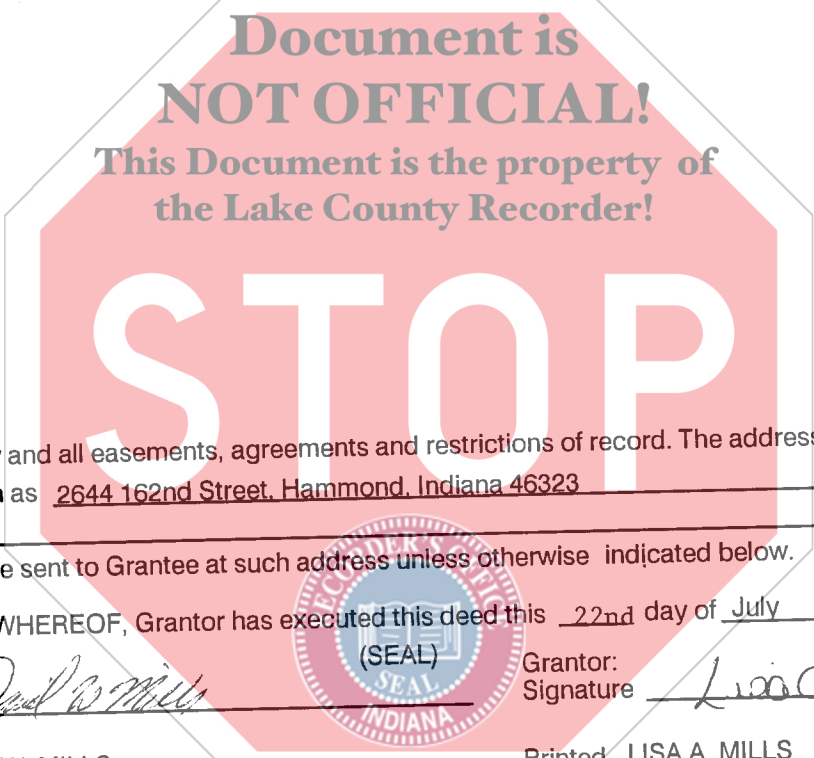 Document is
NOT OFFICIAL!
This Document is the property of
the Lake County Recorder!
STOP
and all easements, agreements and restrictions of record. The address
as 2644 162nd Street, Hammond, Indiana 46323
e sent to Grantee at such address unless otherwise indicated below.
WHEREOF, Grantor has executed this deed this 22nd day of July
(SEAL)
Grantor:
Signature Lisa
W Mills
RECORDER'S OFFICE
SEAL
INDIANA
MILLS
Printed LISA A MILLS